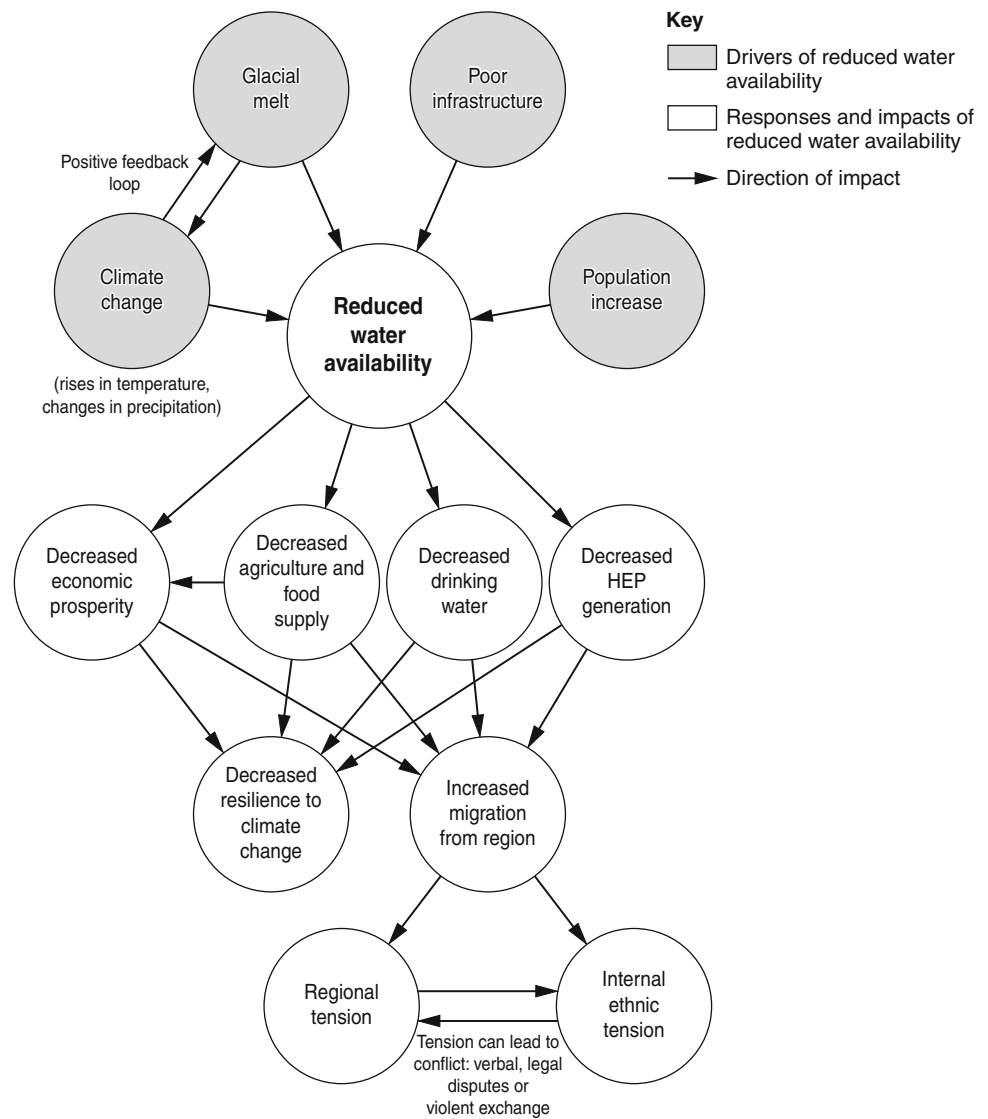 Key
Drivers of reduced water
availability
Responses and impacts of
reduced water availability
Direction of impact
Glacial
melt
Poor
infrastructure
Positive feedback
loop
Climate
change
(rises in temperature,
changes in precipitation)
Reduced
water
availability
Population
increase
Decreased
economic
prosperity
Decreased
agriculture and
food
supply
Decreased
drinking
water
Decreased
HEP
generation
Decreased
resilience to
climate
change
Increased
migration
from region
Regional
tension
Internal
ethnic
tension
Tension can lead to
conflict: verbal, legal
disputes or
violent exchange